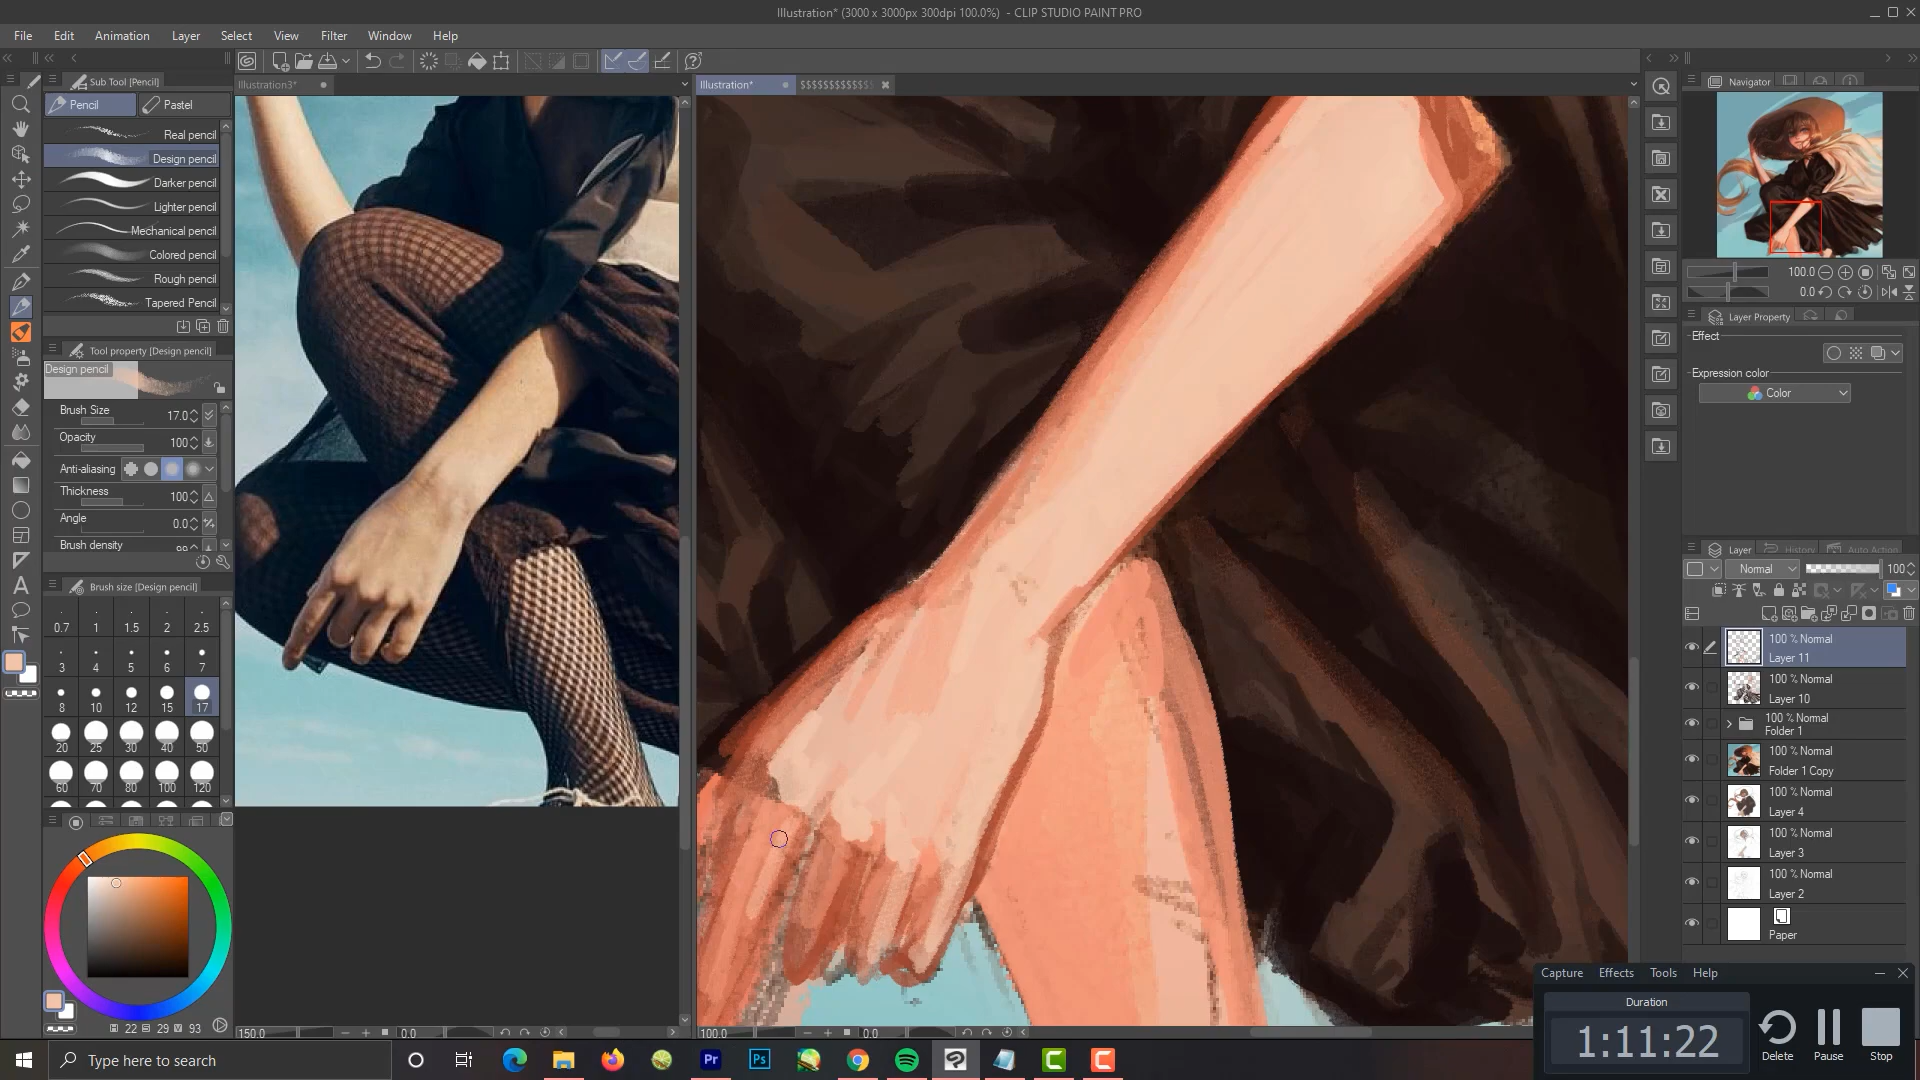 Illustration* (3000 x 3000px 300dpi 100.0%)  - CLIP STUDIO PAINT PRO
File Edit Animation Layer Select View Filter Window Help
Sub Tool [Pencil]
Pencil Pastel
Real pencil
Design pencil
Darker pencil
Lighter pencil
Mechanical pencil
Colored pencil
Rough pencil
Tapered Pencil
Tool property [Design pencil]
Design pencil
Brush Size 17.0
Opacity 100
Anti-aliasing
Thickness 100
Angle 0.0
Brush density
Brush size [Design pencil]
0.7 1 1.5 2 2.5
3 4 5 6 7
8 10 12 15 17
20 25 30 40 50
60 70 80 100 120
H 22 S 29 V 93
Illustration3*
150.0 0.0
Illustration* $$$$$$$$$$$$$
100.0 0.0
Navigator
100.0
0.0
Layer Property
Effect
Expression color
Color
Layer History Auto Action
Normal 100
100 % Normal
Layer 11
100 % Normal
Layer 10
100 % Normal
Folder 1
100 % Normal
Folder 1 Copy
100 % Normal
Layer 4
100 % Normal
Layer 3
100 % Normal
Layer 2
Paper
Capture Effects Tools Help
Duration
1:11:22
Delete Pause Stop
Type here to search
Pr
Ps
C
C